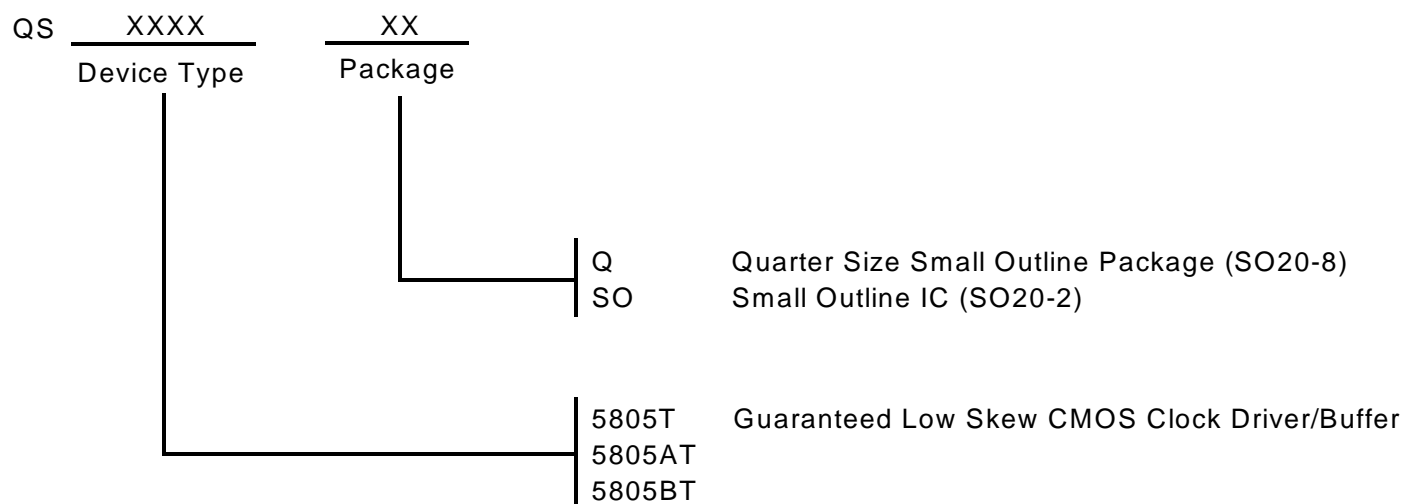 QS XXXX XX
Device Type Package
Q Quarter Size Small Outline Package (SO20-8)
SO Small Outline IC (SO20-2)
5805T Guaranteed Low Skew CMOS Clock Driver/Buffer
5805AT
5805BT